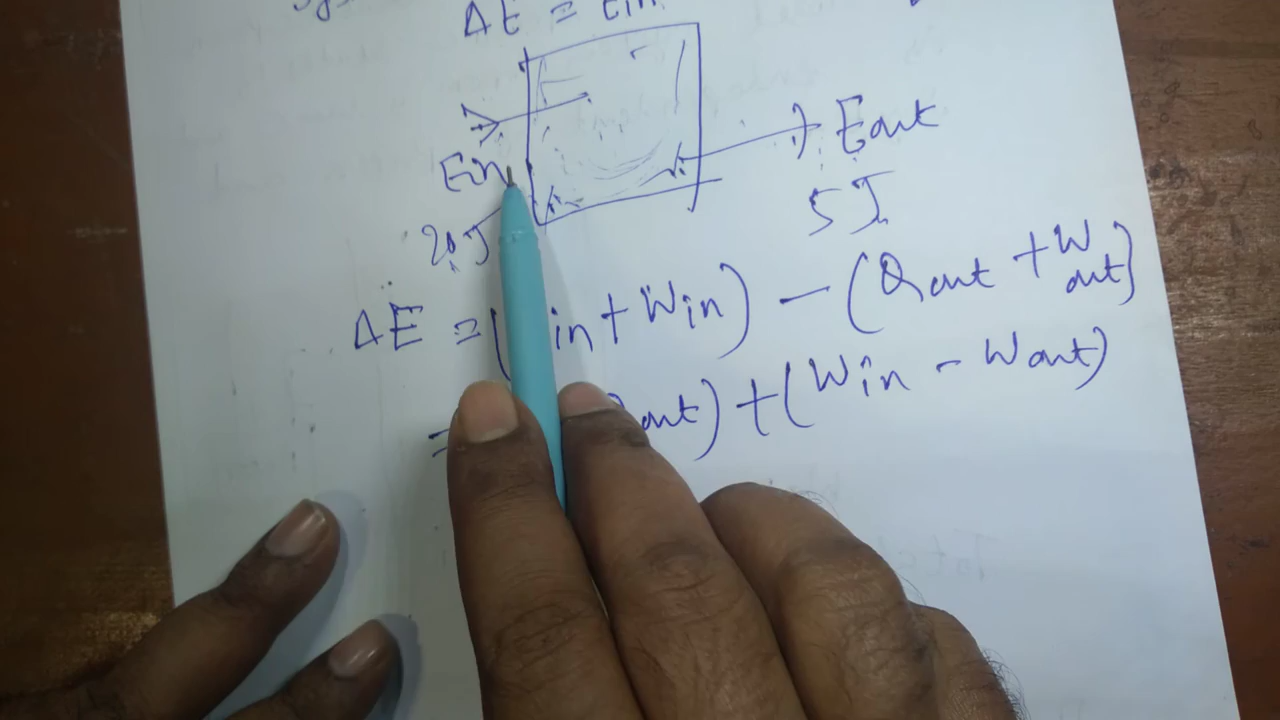 ΔE = Ein
Eout
Ein
5J
20J
ΔE = ( in + Win) - (Qout + Wout)
= out) + (Win - Wout)